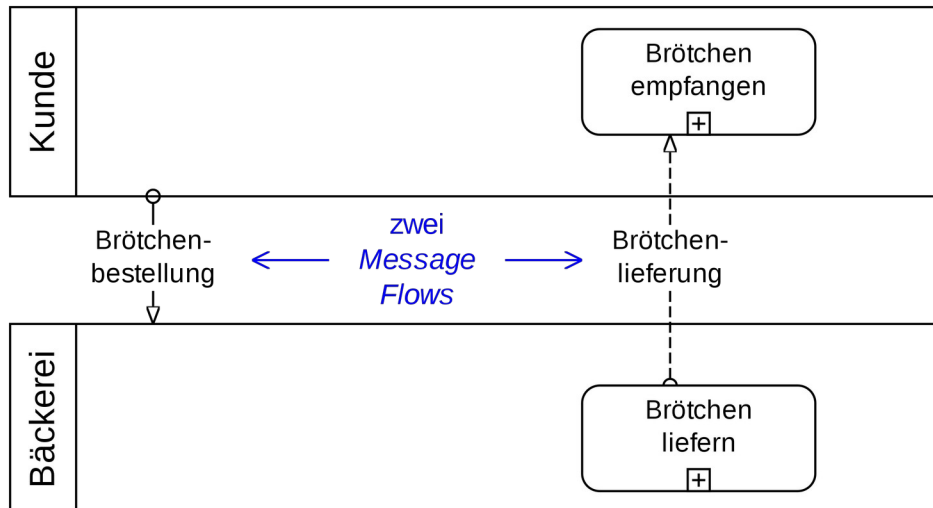 Kunde
Brötchen
empfangen
Brötchen-
bestellung
zwei
Message
Flows
Brötchen-
lieferung
Bäckerei
Brötchen
liefern